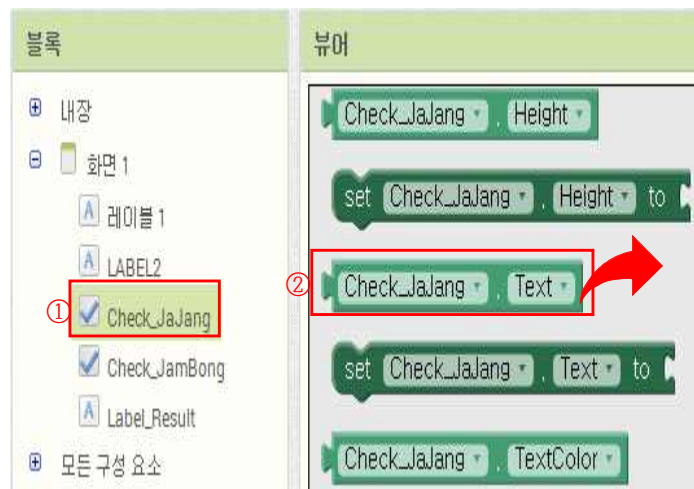 블록
내장
화면 1
레이블 1
LABEL2
① Check_JaJang
Check_JamBong
Label_Result
모든 구성 요소
뷰어
Check_JaJang . Height
set Check_JaJang . Height to
② Check_JaJang . Text
set Check_JaJang . Text to
Check_JaJang . TextColor